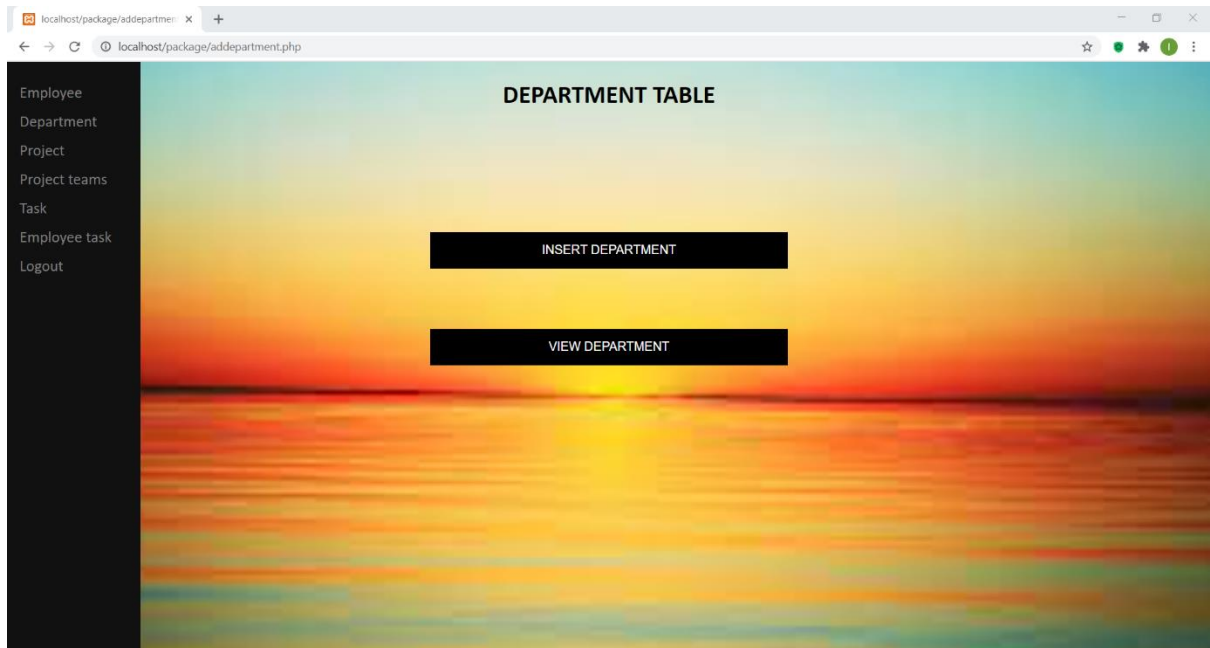 localhost/package/addepartmen
localhost/package/addepartment.php
I
Employee
Department
Project
Project teams
Task
Employee task
Logout
DEPARTMENT TABLE
INSERT DEPARTMENT
VIEW DEPARTMENT